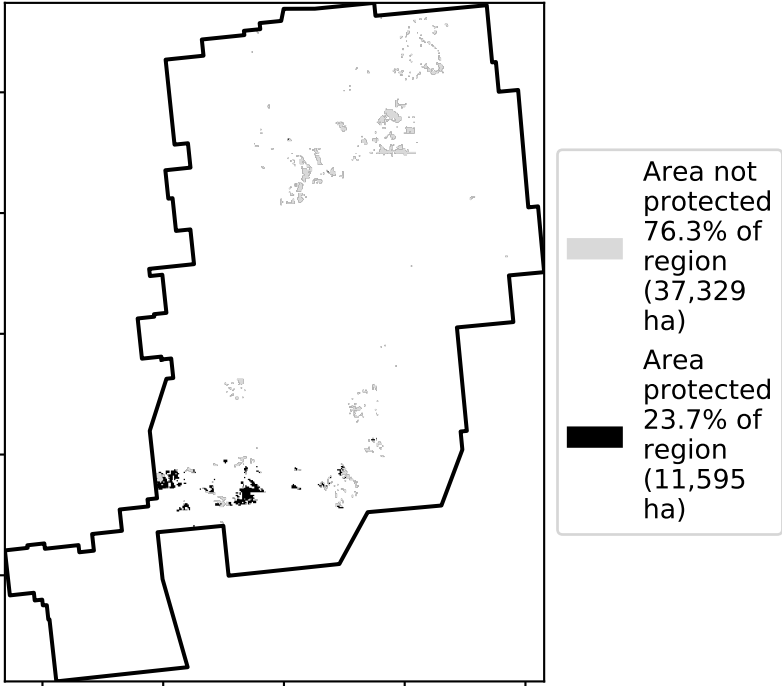 Area not
protected
76.3% of
region
(37,329
ha)
Area
protected
23.7% of
region
(11,595
ha)